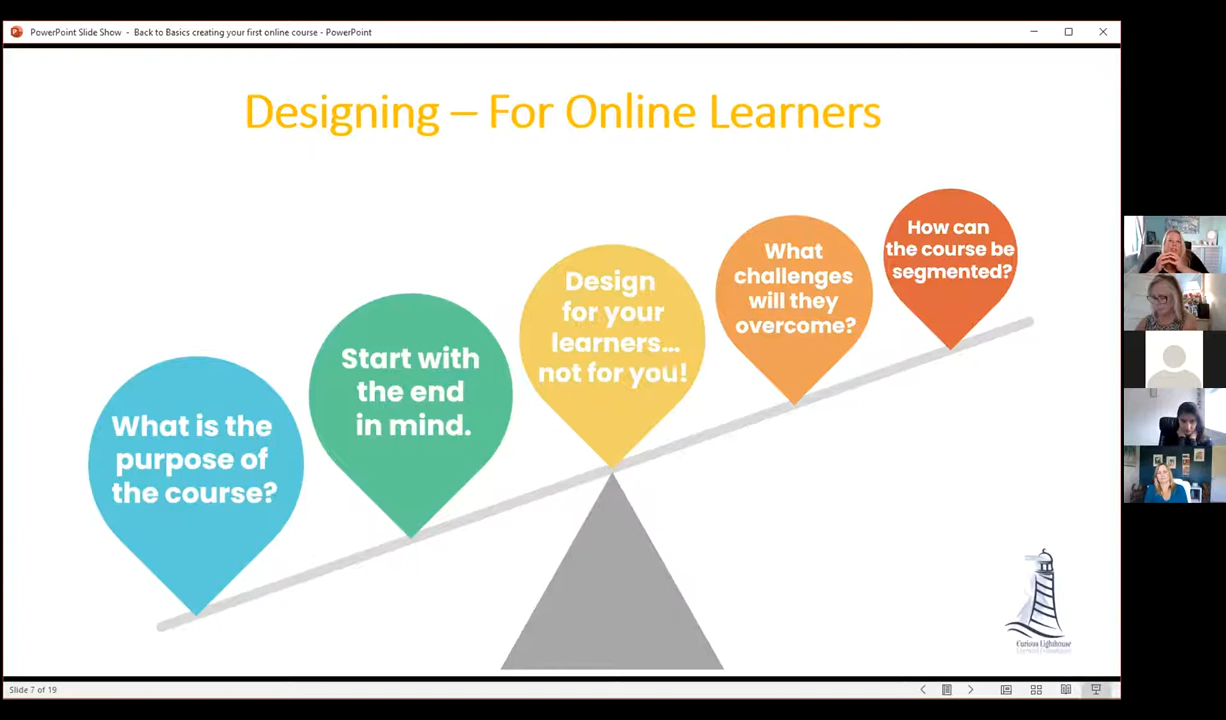 PowerPoint Slide Show - Back to Basics creating your first online course - PowerPoint
Designing – For Online Learners
What is the
purpose of
the course?
Start with
the end
in mind.
Design
for your
learners...
not for you!
What
challenges
will they
overcome?
How can
the course be
segmented?
Curious Lighthouse
Slide 7 of 19